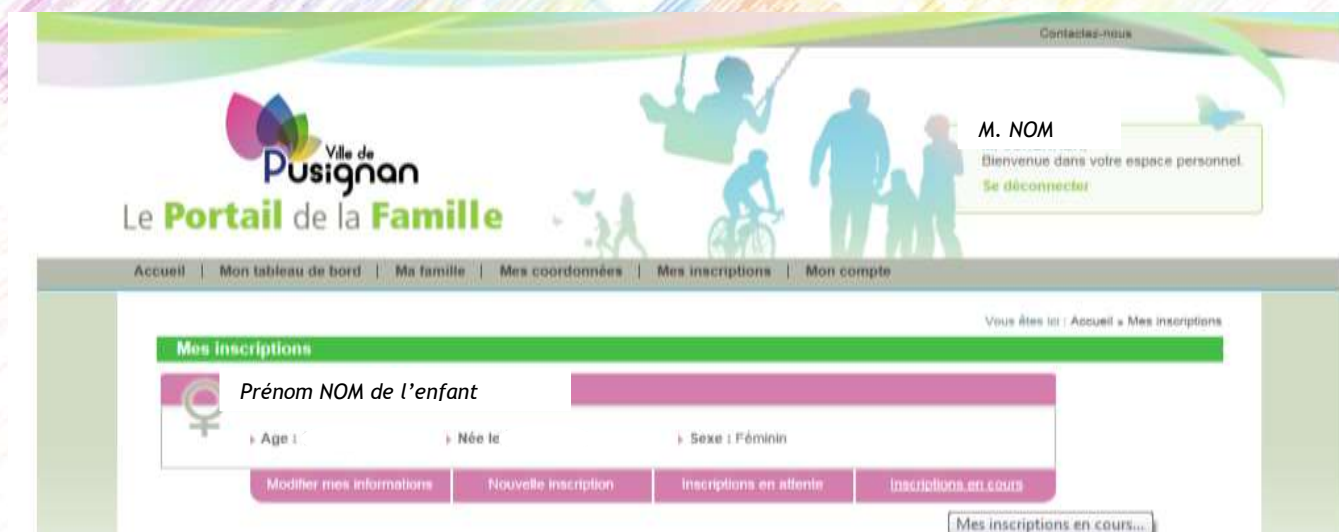 Contactez-nous
Ville de
Pusignan
Le Portail de la Famille
M. NOM
Bienvenue dans votre espace personnel.
Se déconnecter
Accueil | Mon tableau de bord | Ma famille | Mes coordonnées | Mes inscriptions | Mon compte
Vous êtes ici : Accueil » Mes inscriptions
Mes inscriptions
Prénom NOM de l'enfant
Age :
Née le
Sexe : Féminin
Modifier mes informations
Nouvelle inscription
Inscriptions en attente
Inscriptions en cours
Mes inscriptions en cours...